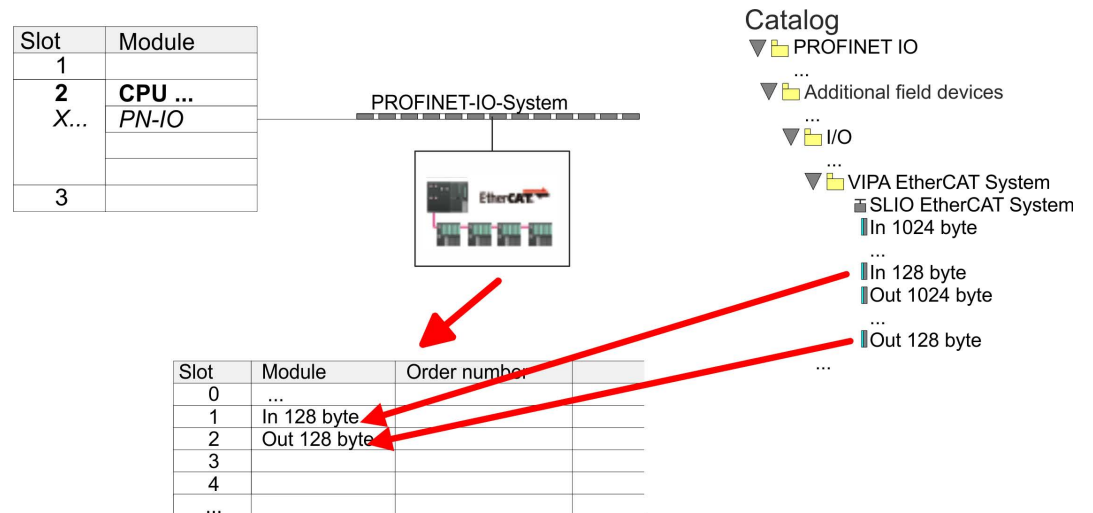 Slot Module
1
2 CPU ...
X... PN-IO
3
PROFINET-IO-System
EtherCAT
Catalog
PROFINET IO
...
Additional field devices
...
I/O
...
VIPA EtherCAT System
SLIO EtherCAT System
In 1024 byte
...
In 128 byte
Out 1024 byte
...
Out 128 byte
...
Slot Module Order number
0 ...
1 In 128 byte
2 Out 128 byte
3
4
...